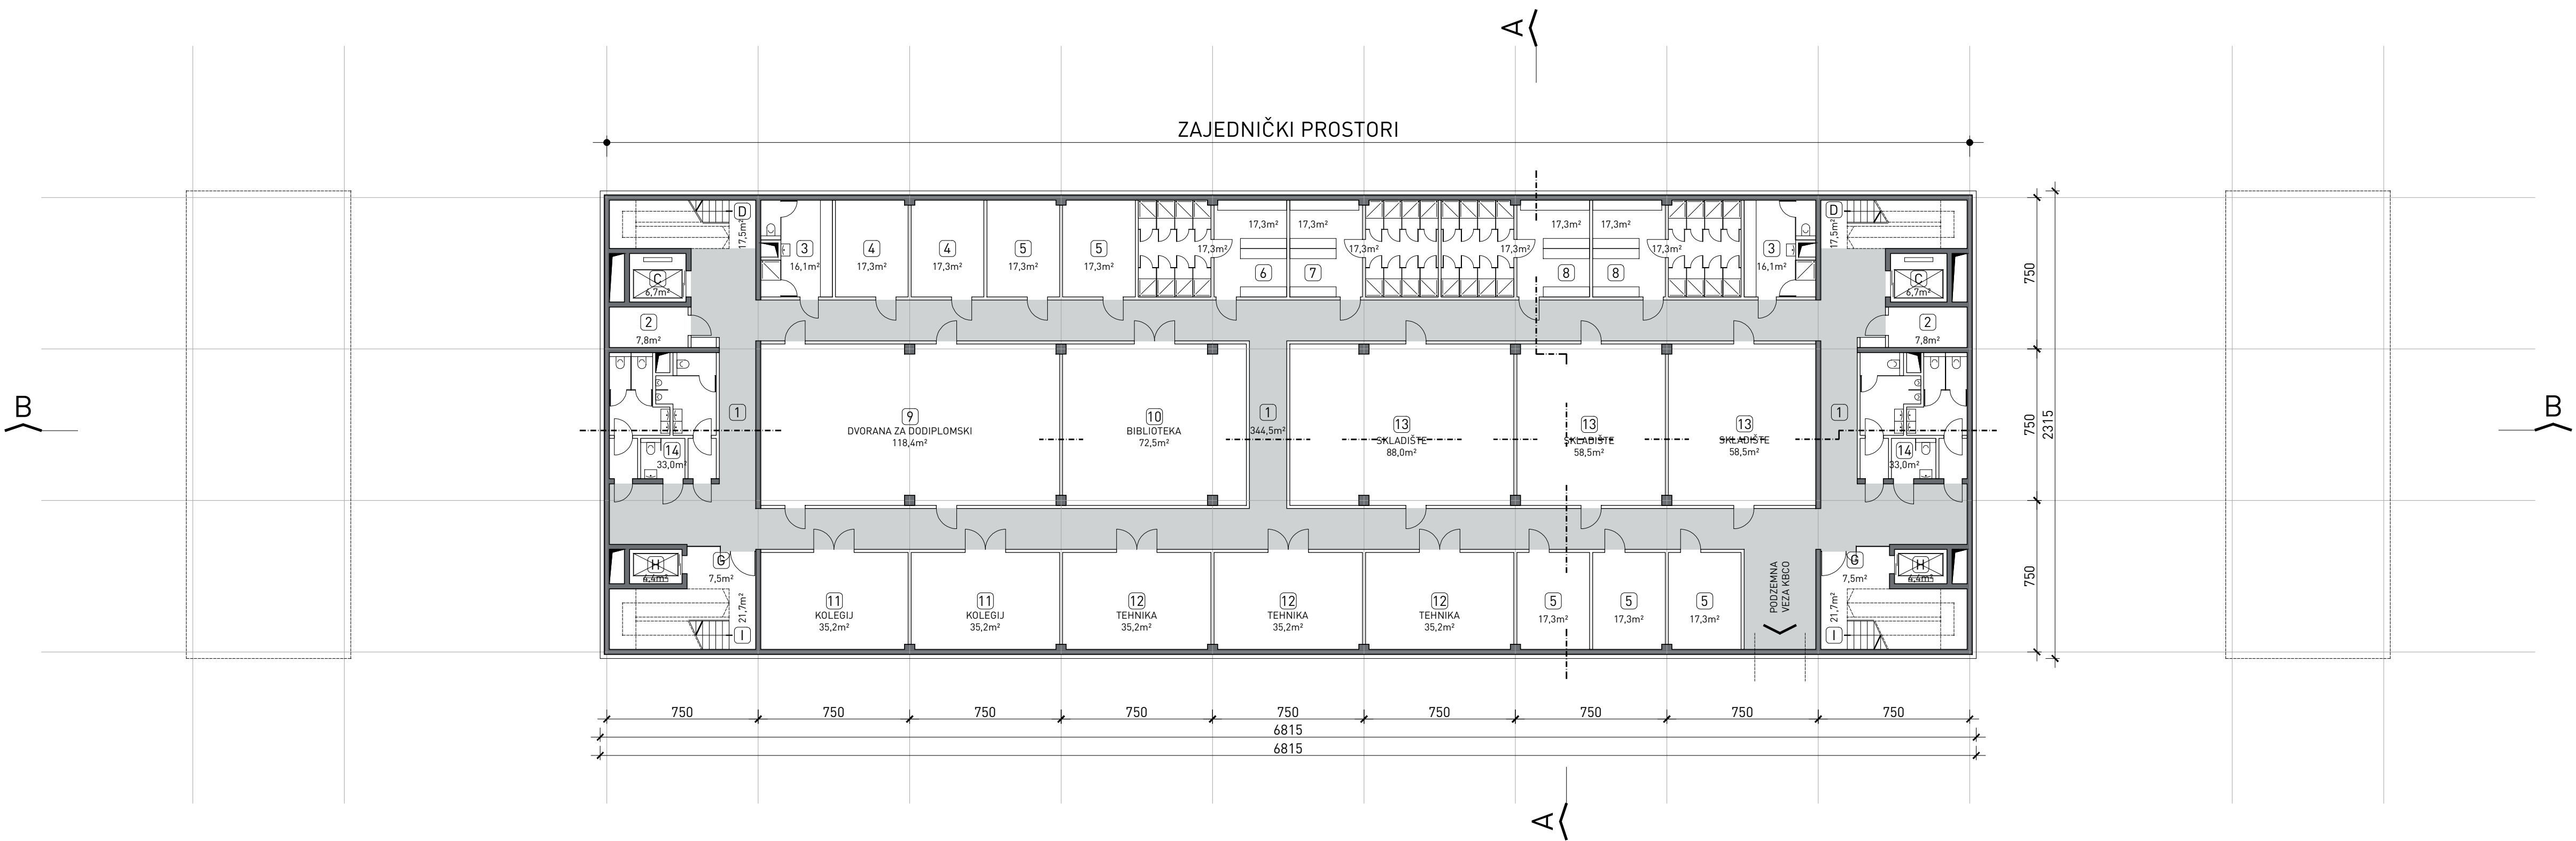 A
ZAJEDNIČKI PROSTORI
D
17,5m²
3
16,1m²
4
17,3m²
4
17,3m²
5
17,3m²
5
17,3m²
17,3m²
17,3m²
6
17,3m²
7
17,3m²
17,3m²
17,3m²
8
17,3m²
8
17,3m²
3
16,1m²
D
17,5m²
C
6,7m²
C
6,7m²
2
7,8m²
2
7,8m²
750
B
1
9
DVORANA ZA DODIPLOMSKI
118,4m²
10
BIBLIOTEKA
72,5m²
1
344,5m²
13
SKLADIŠTE
88,0m²
13
SKLADIŠTE
58,5m²
13
SKLADIŠTE
58,5m²
1
B
750
2315
14
33,0m²
14
33,0m²
H
4,4m²
G
7,5m²
G
7,5m²
H
4,4m²
750
21,7m²
I
11
KOLEGIJ
35,2m²
11
KOLEGIJ
35,2m²
12
TEHNIKA
35,2m²
12
TEHNIKA
35,2m²
12
TEHNIKA
35,2m²
5
17,3m²
5
17,3m²
5
17,3m²
PODZEMNA
VEZA KBCO
21,7m²
I
750 750 750 750 750 750 750 750 750
6815
6815
A